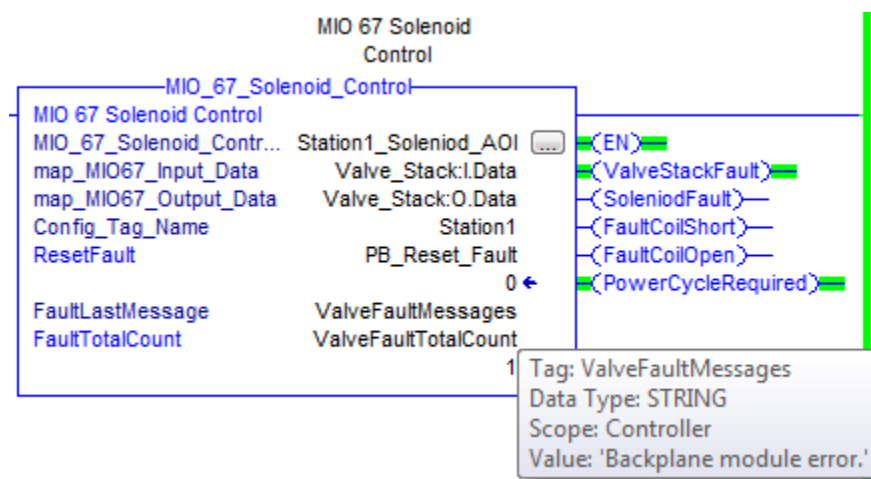 MIO 67 Solenoid
Control
MIO_67_Solenoid_Control
MIO 67 Solenoid Control
MIO_67_Solenoid_Contr... Station1_Soleniod_AOI ... (EN)
map_MIO67_Input_Data Valve_Stack:I.Data (ValveStackFault)
map_MIO67_Output_Data Valve_Stack:O.Data (SoleniodFault)
Config_Tag_Name Station1 (FaultCoilShort)
ResetFault PB_Reset_Fault (FaultCoilOpen)
0 (PowerCycleRequired)
FaultLastMessage ValveFaultMessages
FaultTotalCount ValveFaultTotalCount
1
Tag: ValveFaultMessages
Data Type: STRING
Scope: Controller
Value: 'Backplane module error.'